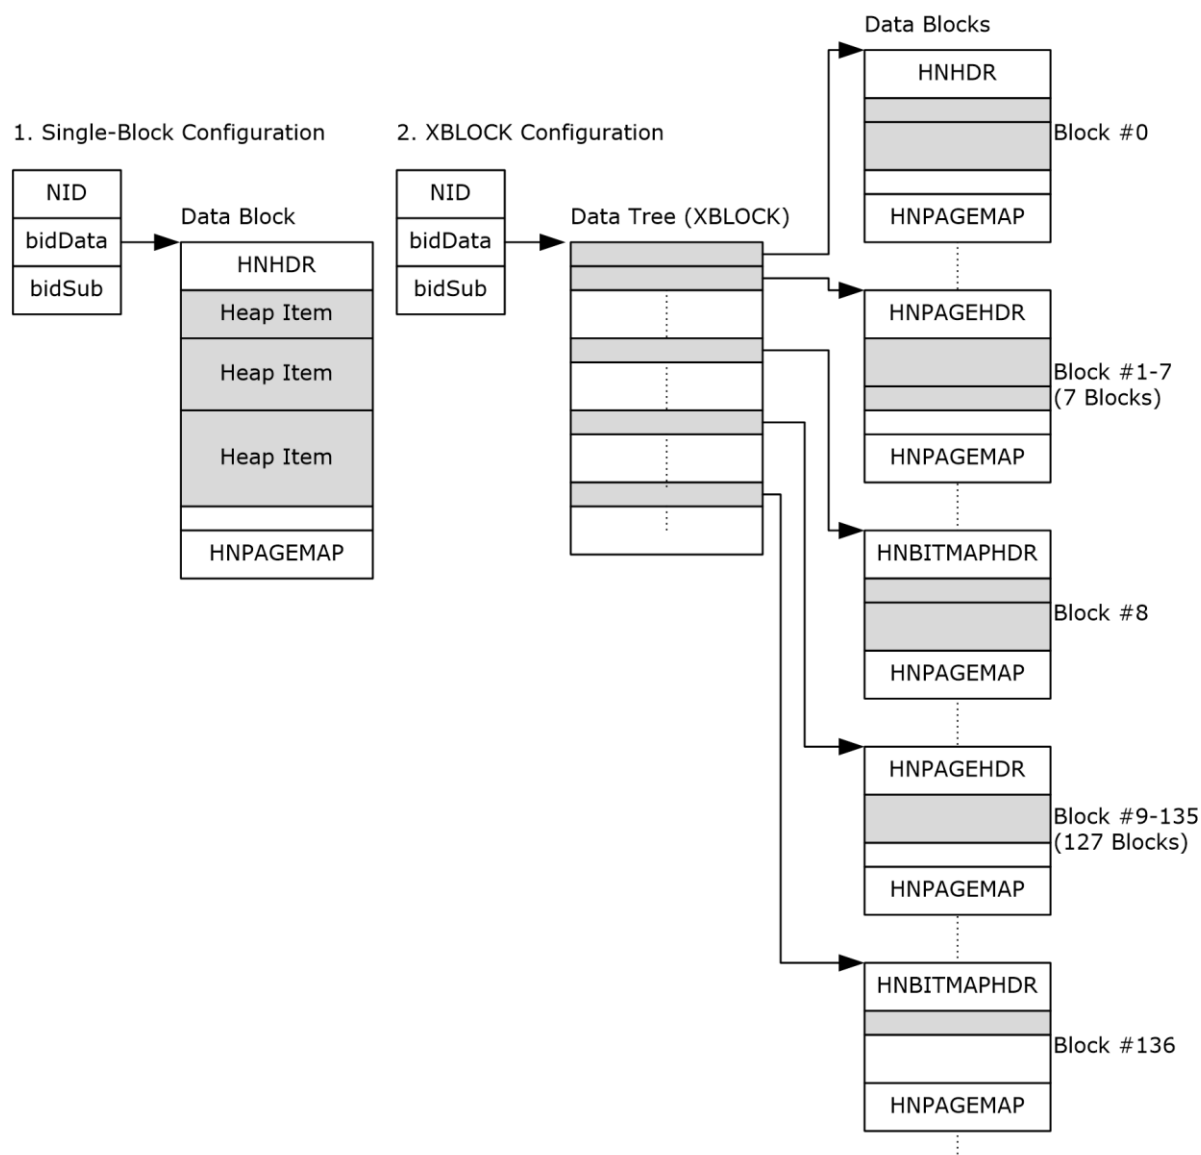 Data Blocks
HNHDR
Block #0
HNPAGEMAP
1. Single-Block Configuration
NID
bidData
bidSub
Data Block
HNHDR
Heap Item
Heap Item
Heap Item
HNPAGEMAP
2. XBLOCK Configuration
NID
bidData
bidSub
Data Tree (XBLOCK)
HNPAGEHDR
Block #1-7
(7 Blocks)
HNPAGEMAP
HNBITMAPHDR
Block #8
HNPAGEMAP
HNPAGEHDR
Block #9-135
(127 Blocks)
HNPAGEMAP
HNBITMAPHDR
Block #136
HNPAGEMAP